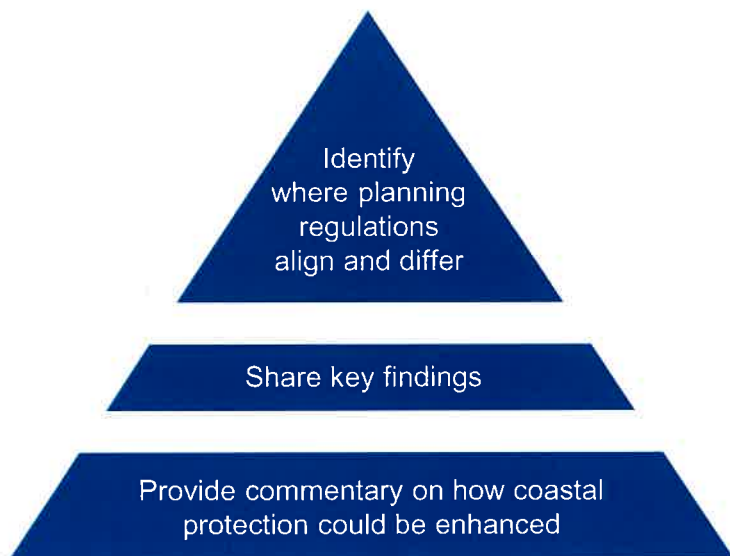 Identify
where planning
regulations
align and differ
Share key findings
Provide commentary on how coastal
protection could be enhanced